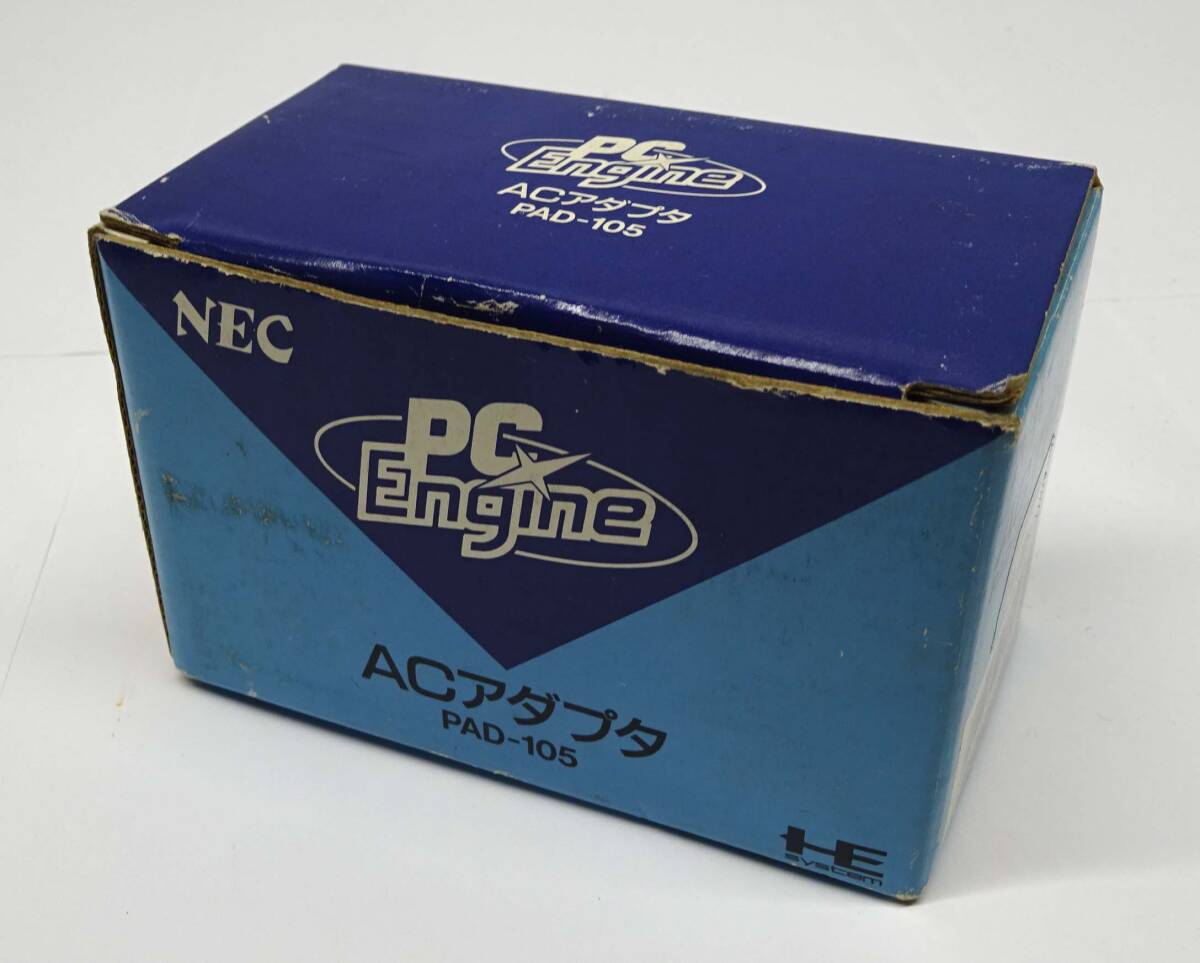 PC Engine
ACアダプタ
PAD-105
NEC
PC Engine
ACアダプタ
PAD-105
HE
system